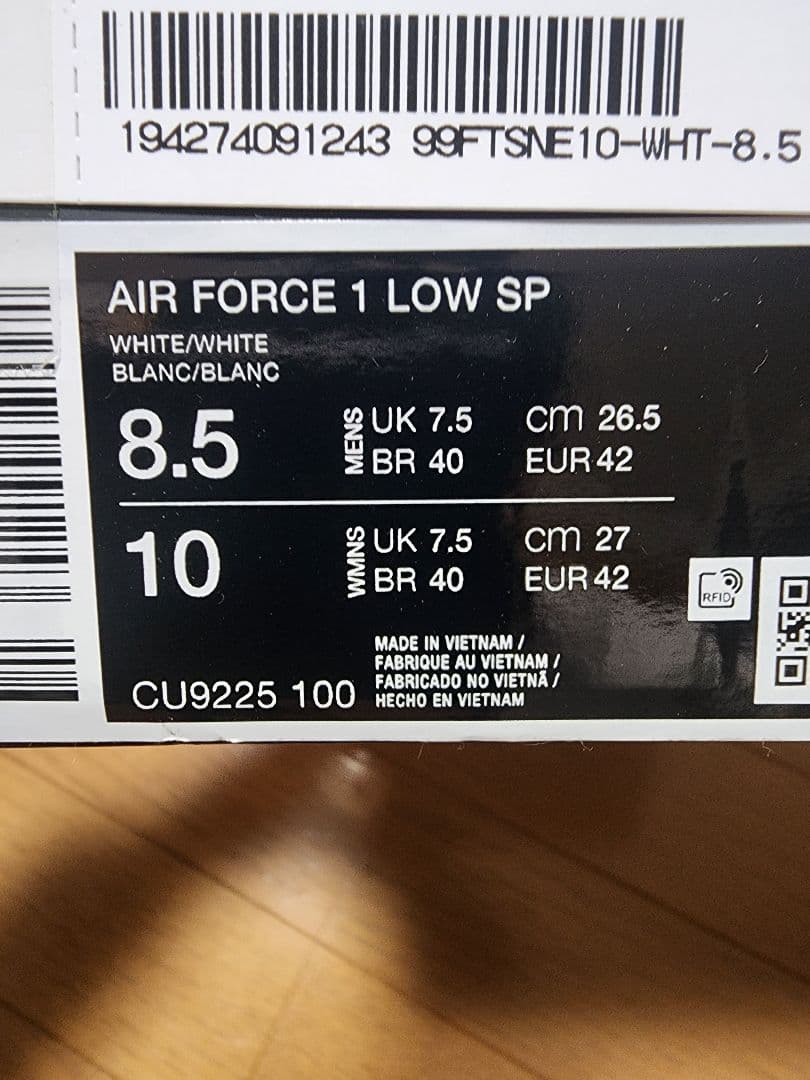 194274091243 99FTSNE10-WHT-8.5
AIR FORCE 1 LOW SP
WHITE/WHITE
BLANC/BLANC
8.5 MENS UK 7.5 cm 26.5
BR 40 EUR 42
10 WMNS UK 7.5 cm 27
BR 40 EUR 42
RFID
MADE IN VIETNAM /
FABRIQUE AU VIETNAM /
FABRICADO NO VIETNÃ /
HECHO EN VIETNAM
CU9225 100